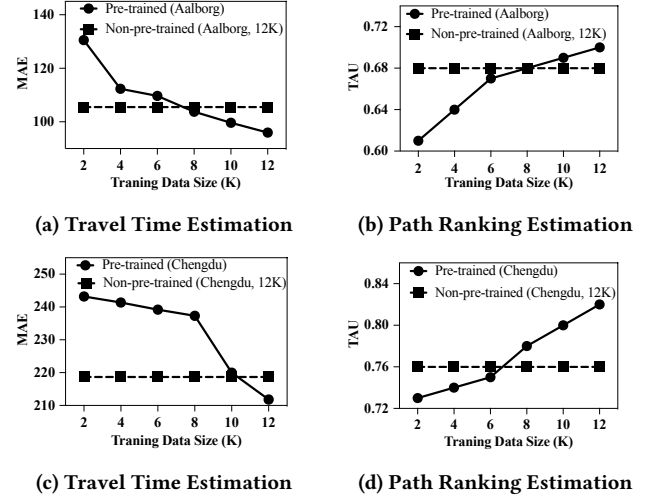 Pre-trained (Aalborg)
Non-pre-trained (Aalborg, 12K)
MAE
140
120
100
2 4 6 8 10 12
Traning Data Size (K)
(a) Travel Time Estimation
Pre-trained (Aalborg)
Non-pre-trained (Aalborg, 12K)
TAU
0.72
0.68
0.64
0.60
2 4 6 8 10 12
Traning Data Size (K)
(b) Path Ranking Estimation
Pre-trained (Chengdu)
Non-pre-trained (Chengdu, 12K)
MAE
250
240
230
220
210
2 4 6 8 10 12
Traning Data Size (K)
(c) Travel Time Estimation
Pre-trained (Chengdu)
Non-pre-trained (Chengdu, 12K)
TAU
0.84
0.80
0.76
0.72
2 4 6 8 10 12
Traning Data Size (K)
(d) Path Ranking Estimation